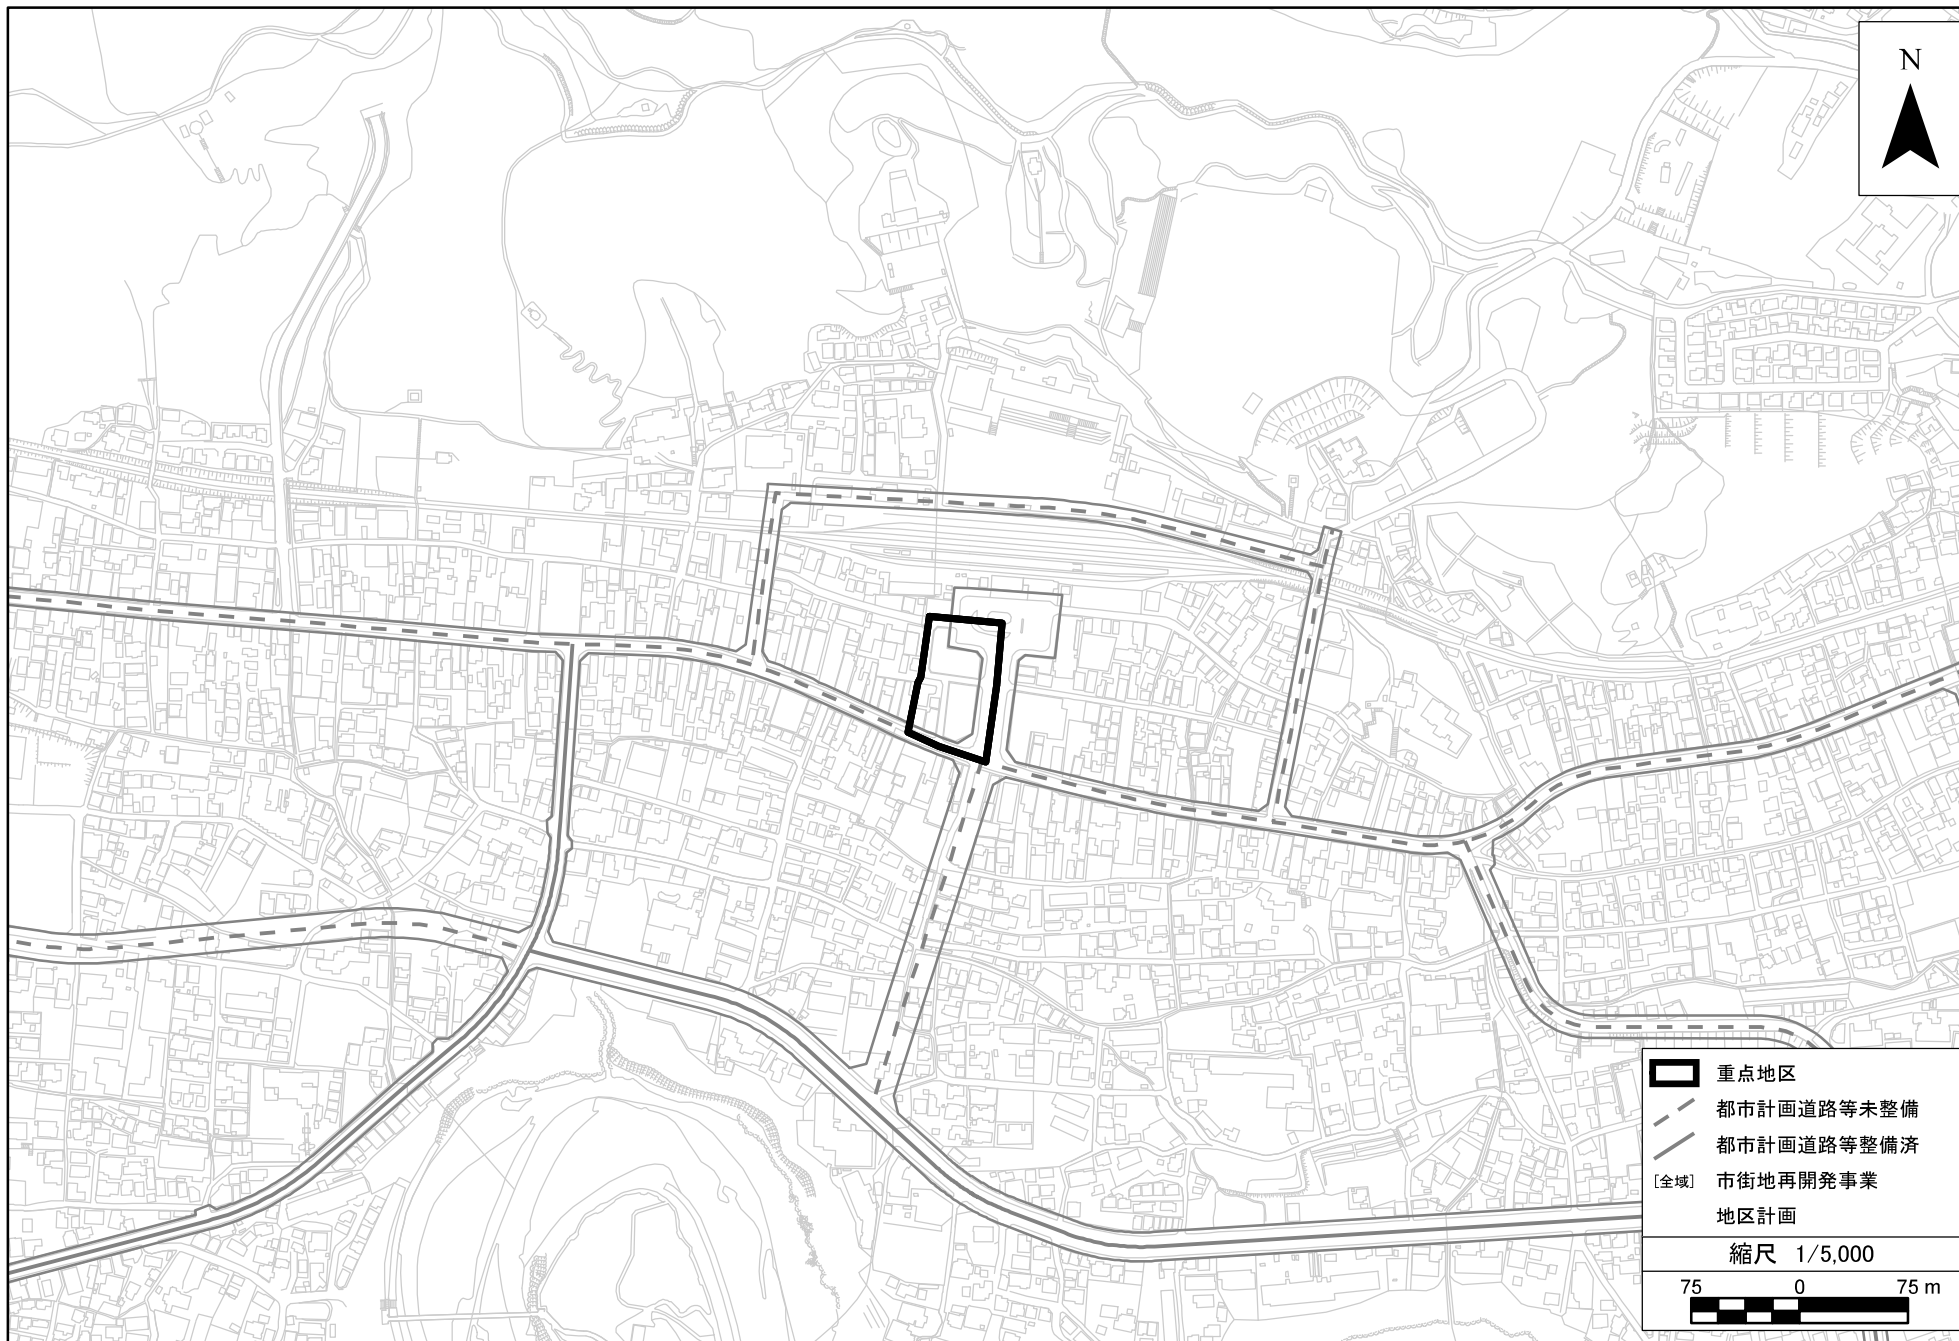 N
重点地区
都市計画道路等未整備
都市計画道路等整備済
[全域] 市街地再開発事業
地区計画
縮尺 1/5,000
75 0 75 m